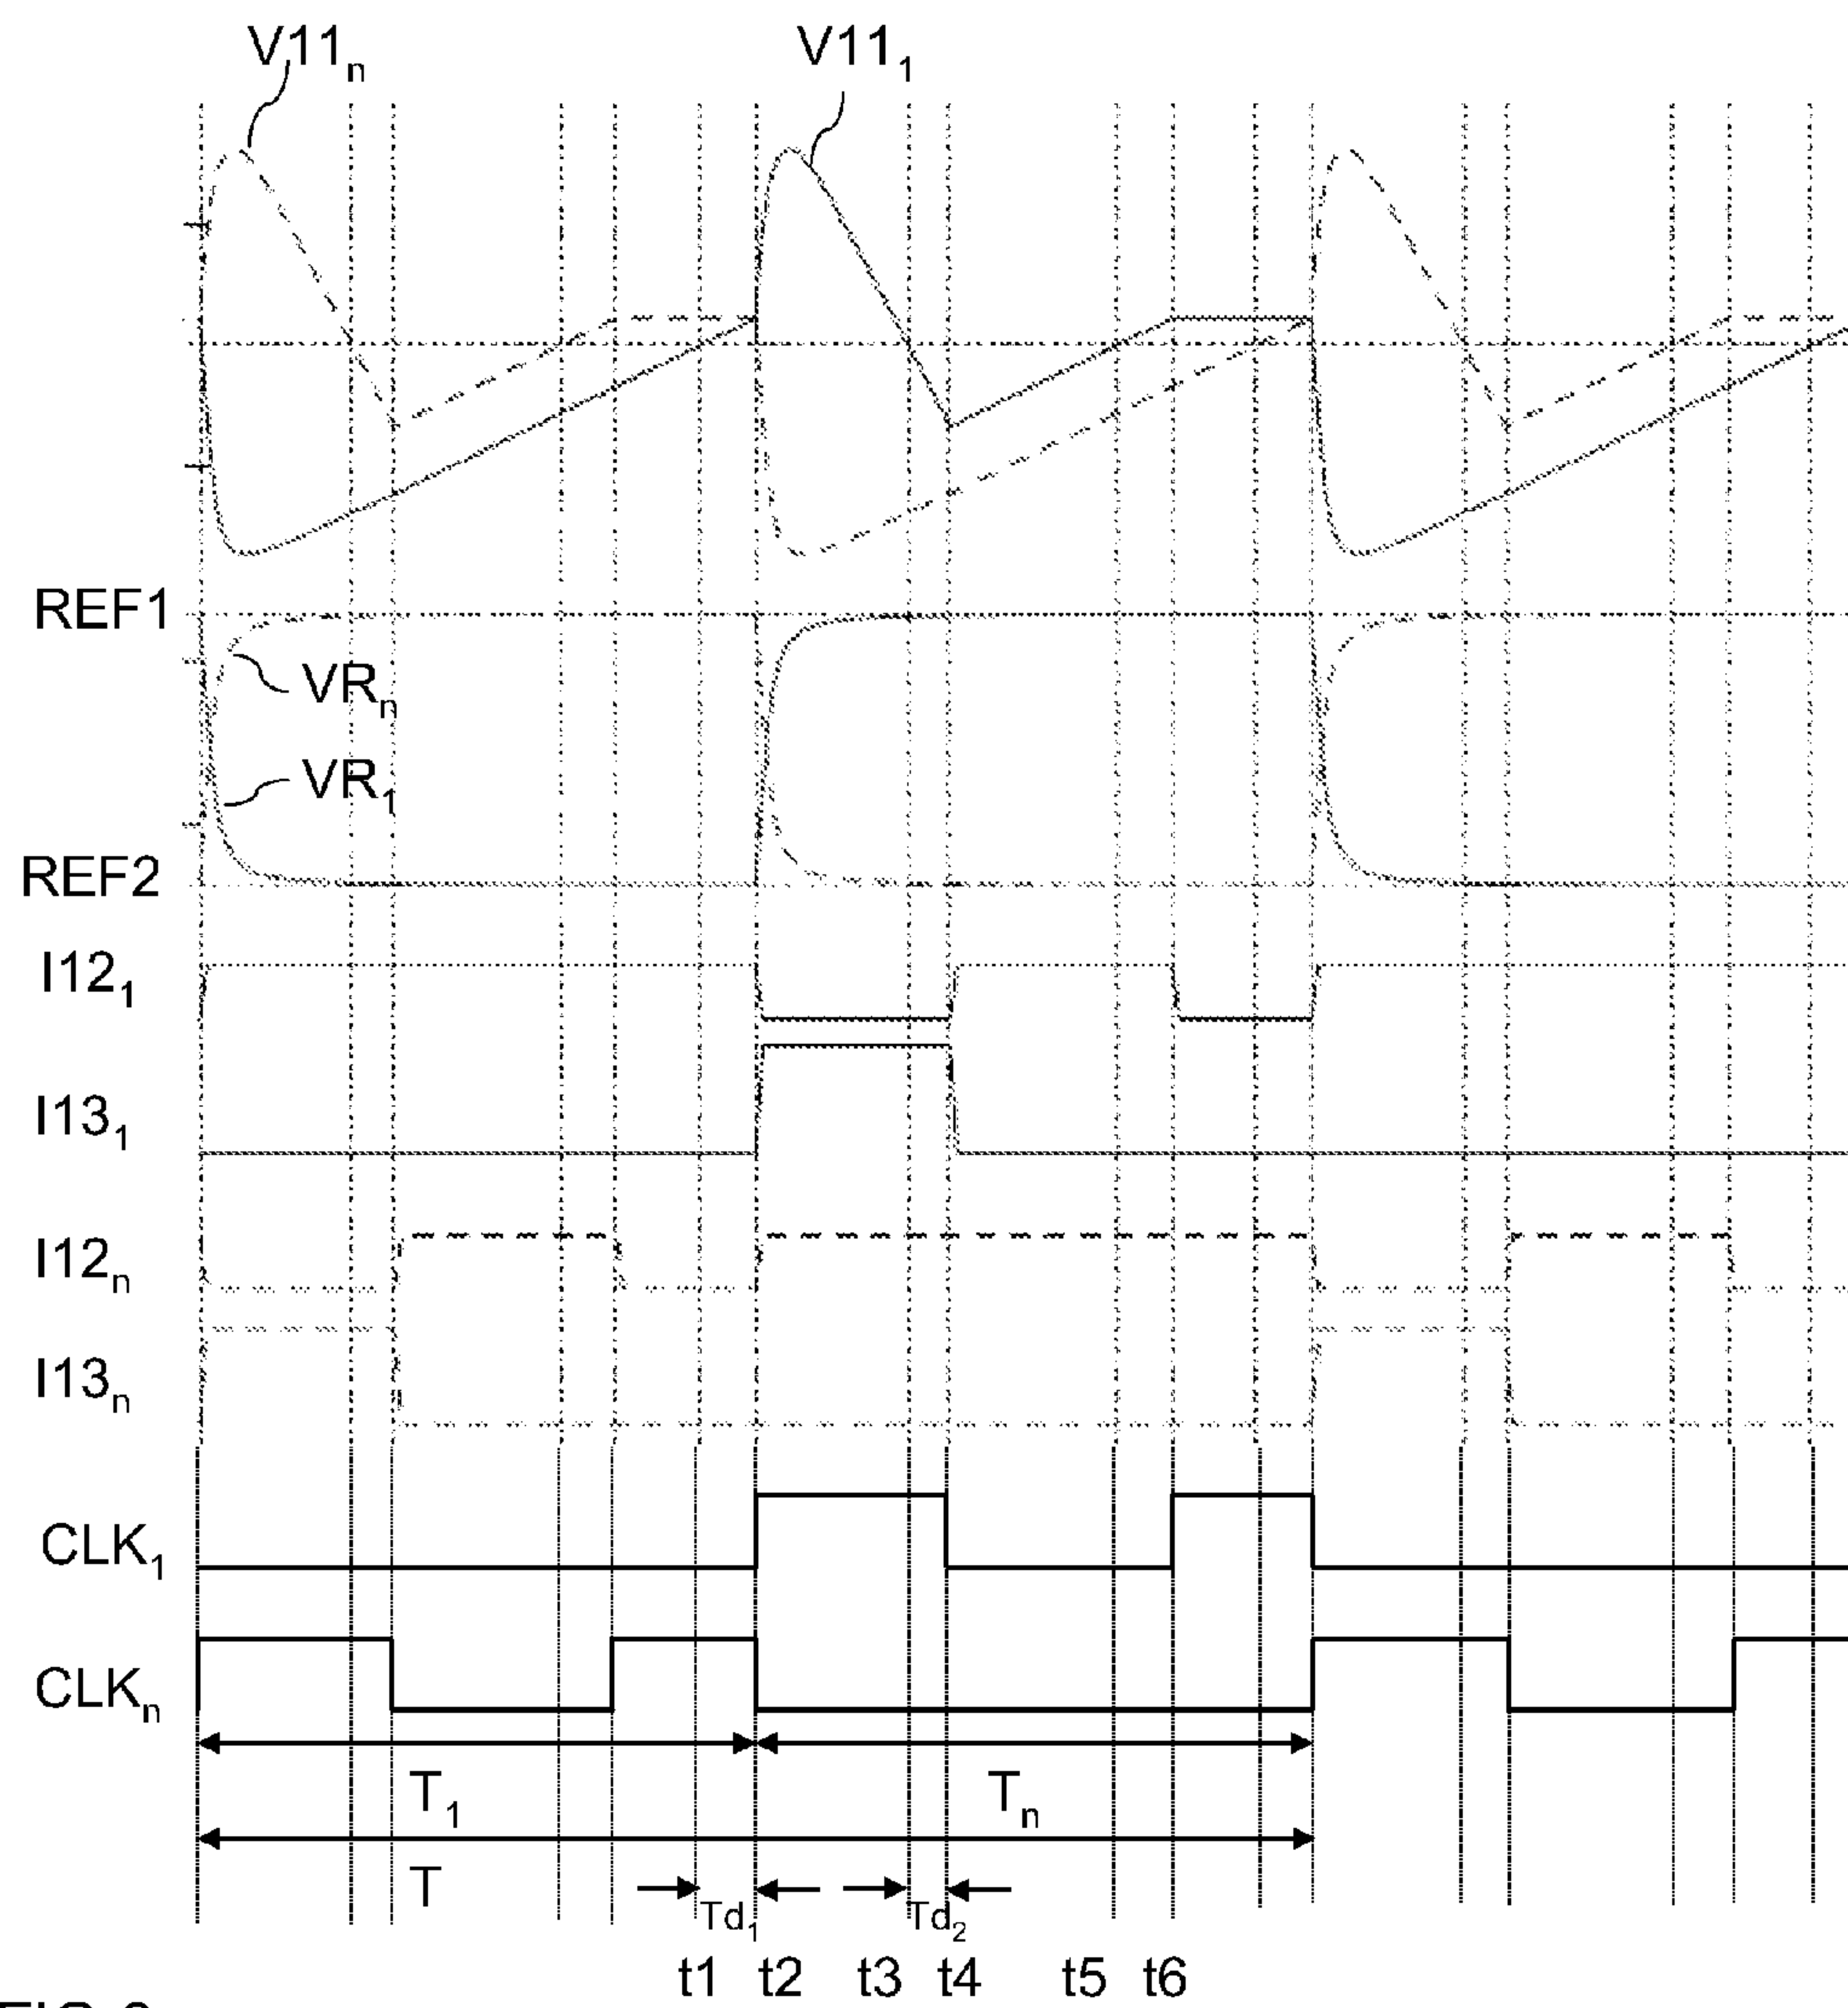 V11n V111
REF1
VRn
VR1
REF2
I121
I131
I12n
I13n
CLK1
CLKn
T1 Tn
T
Td1 Td2
t1 t2 t3 t4 t5 t6